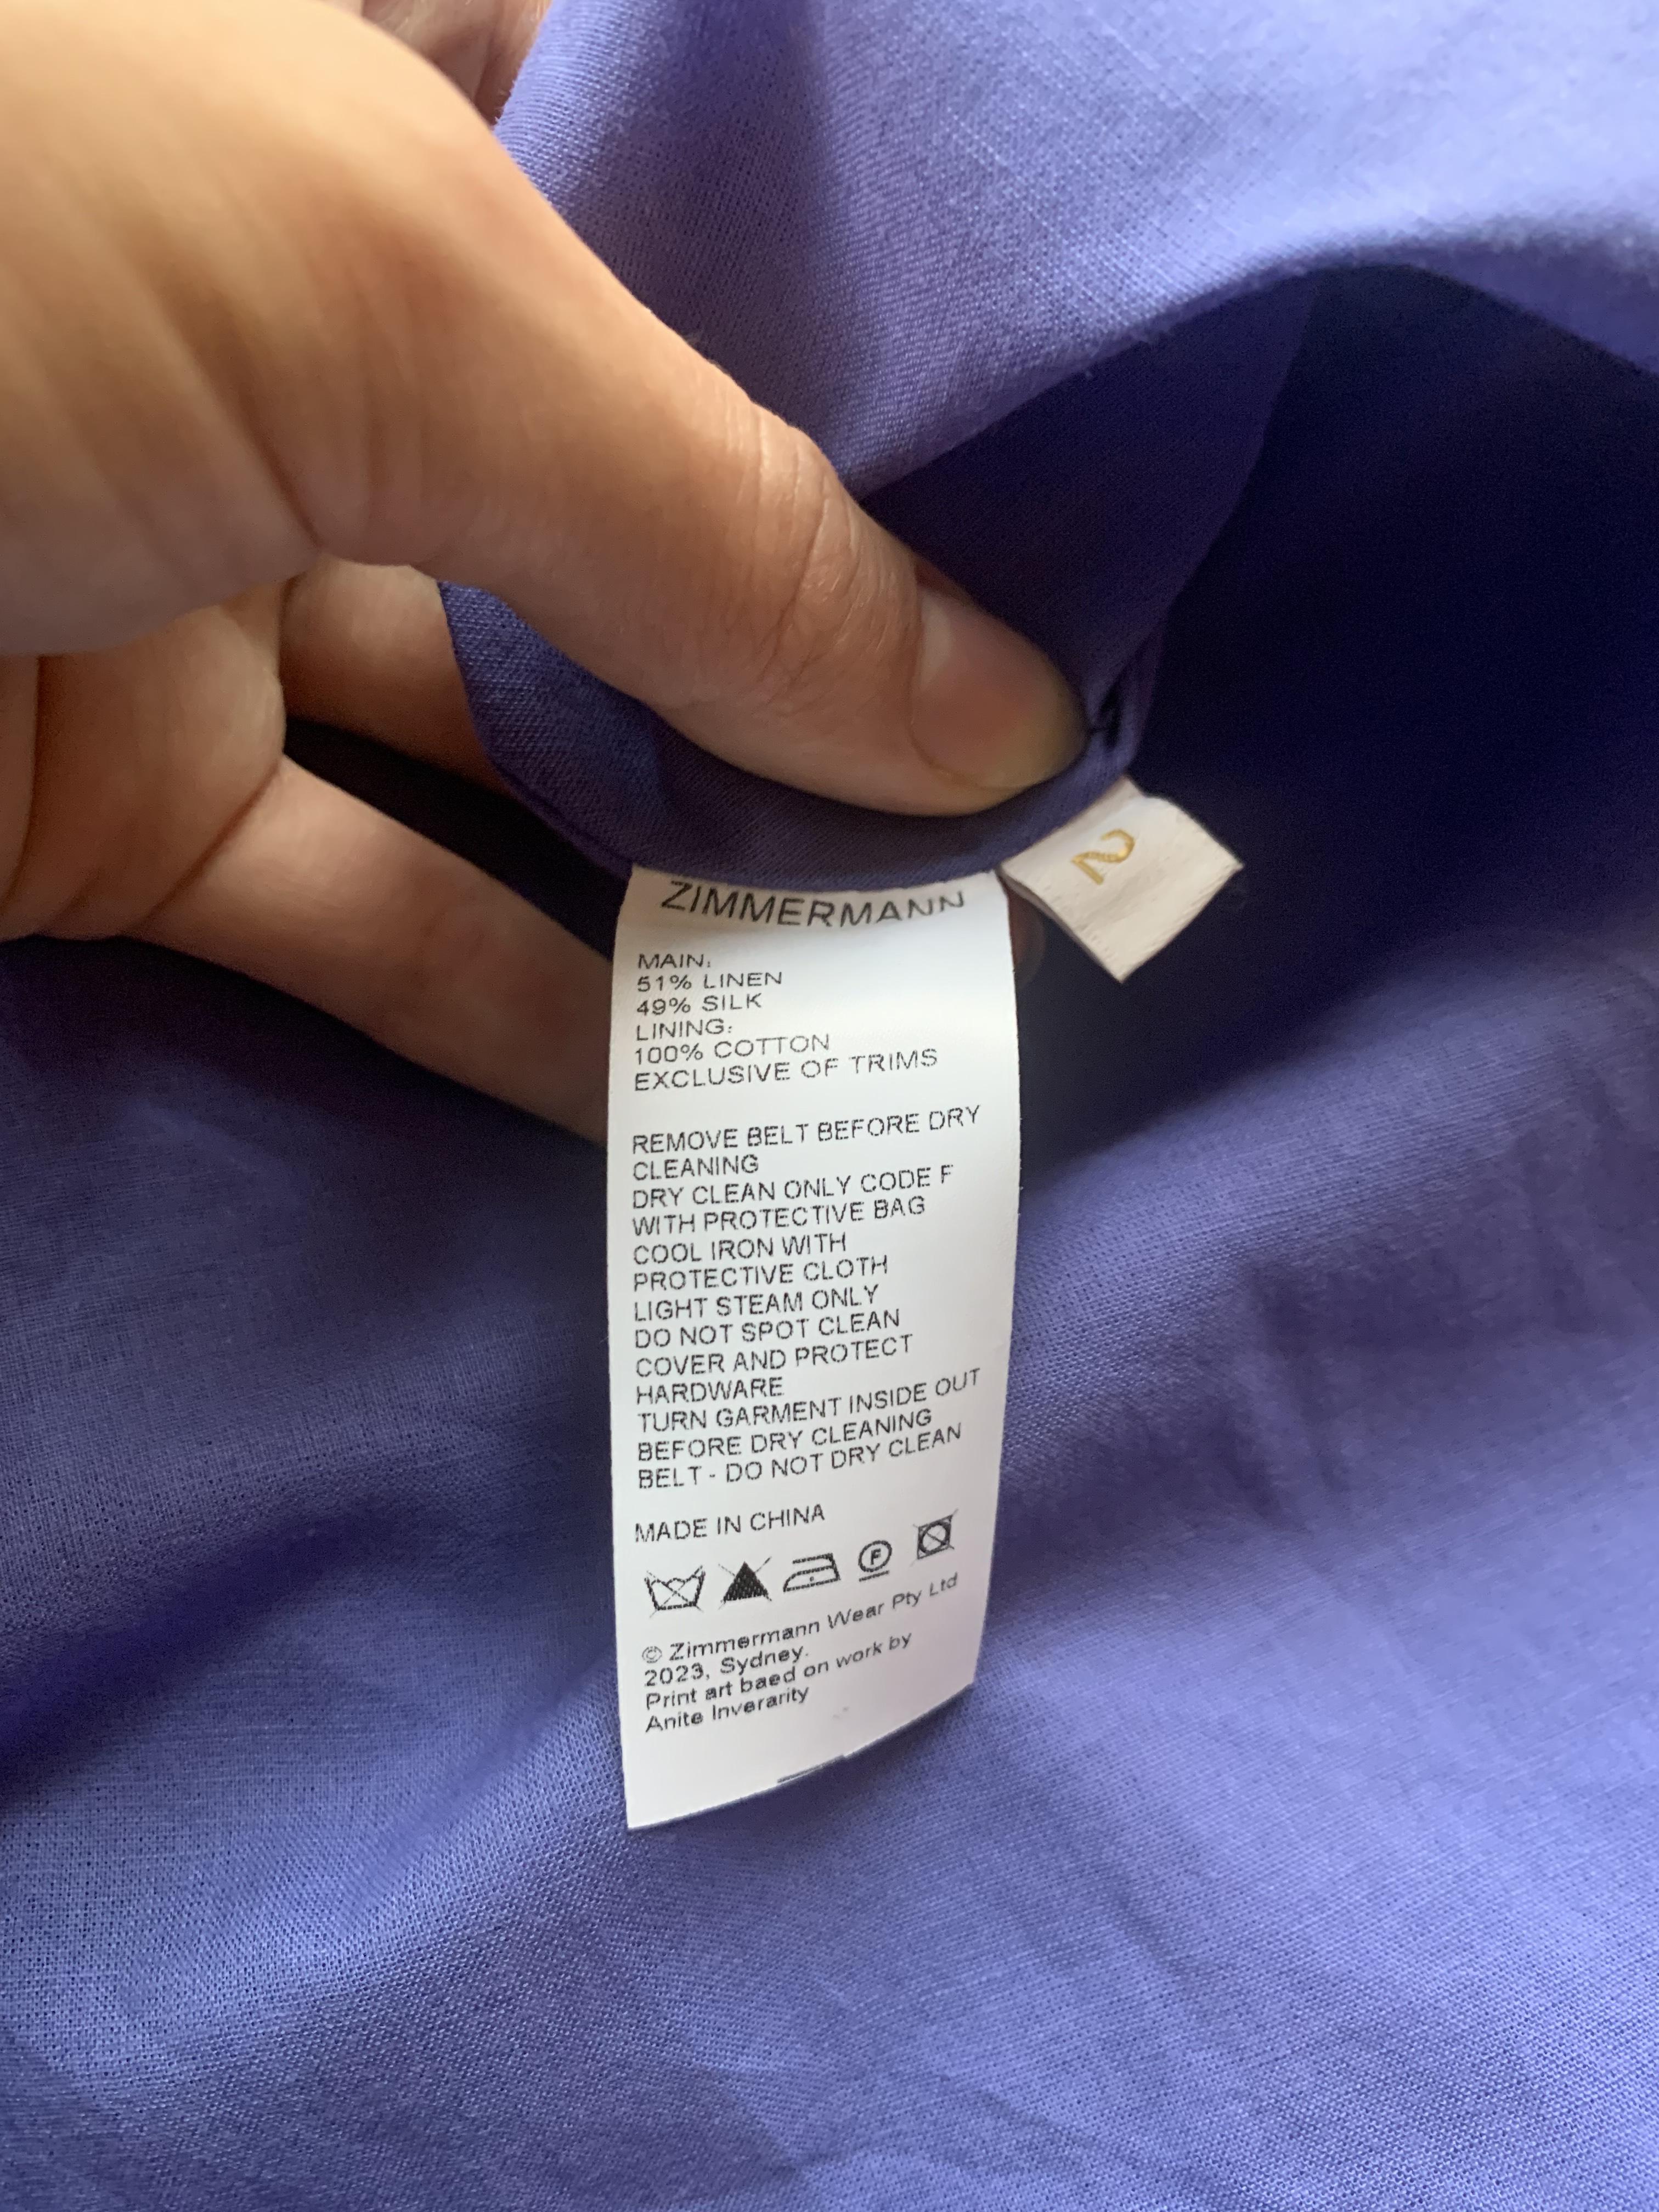 ZIMMERMANN
2
MAIN:
51% LINEN
49% SILK
LINING:
100% COTTON
EXCLUSIVE OF TRIMS
REMOVE BELT BEFORE DRY
CLEANING
DRY CLEAN ONLY CODE F
WITH PROTECTIVE BAG
COOL IRON WITH
PROTECTIVE CLOTH
LIGHT STEAM ONLY
DO NOT SPOT CLEAN
COVER AND PROTECT
HARDWARE
TURN GARMENT INSIDE OUT
BEFORE DRY CLEANING
BELT - DO NOT DRY CLEAN
MADE IN CHINA
F
© Zimmermann Wear Pty Ltd
2023, Sydney.
Print art baed on work by
Anite Inverarity